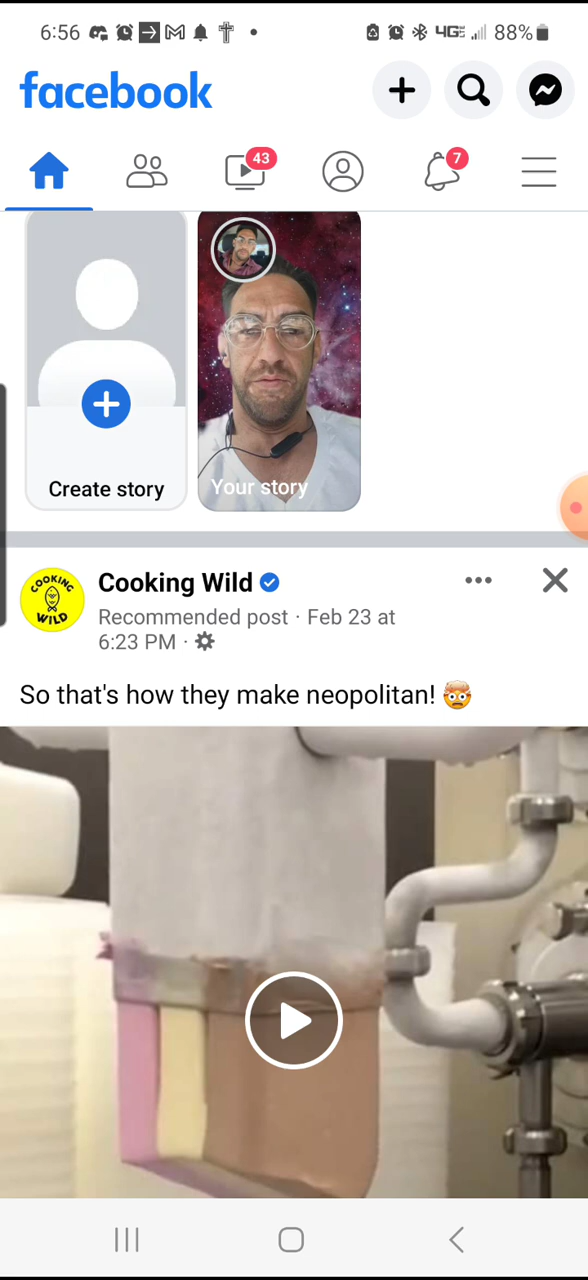 6:56 4GE 88%
facebook
43 7
Create story
Your story
COOKING
WILD
Cooking Wild
Recommended post · Feb 23 at
6:23 PM ·
So that's how they make neopolitan! 🤯